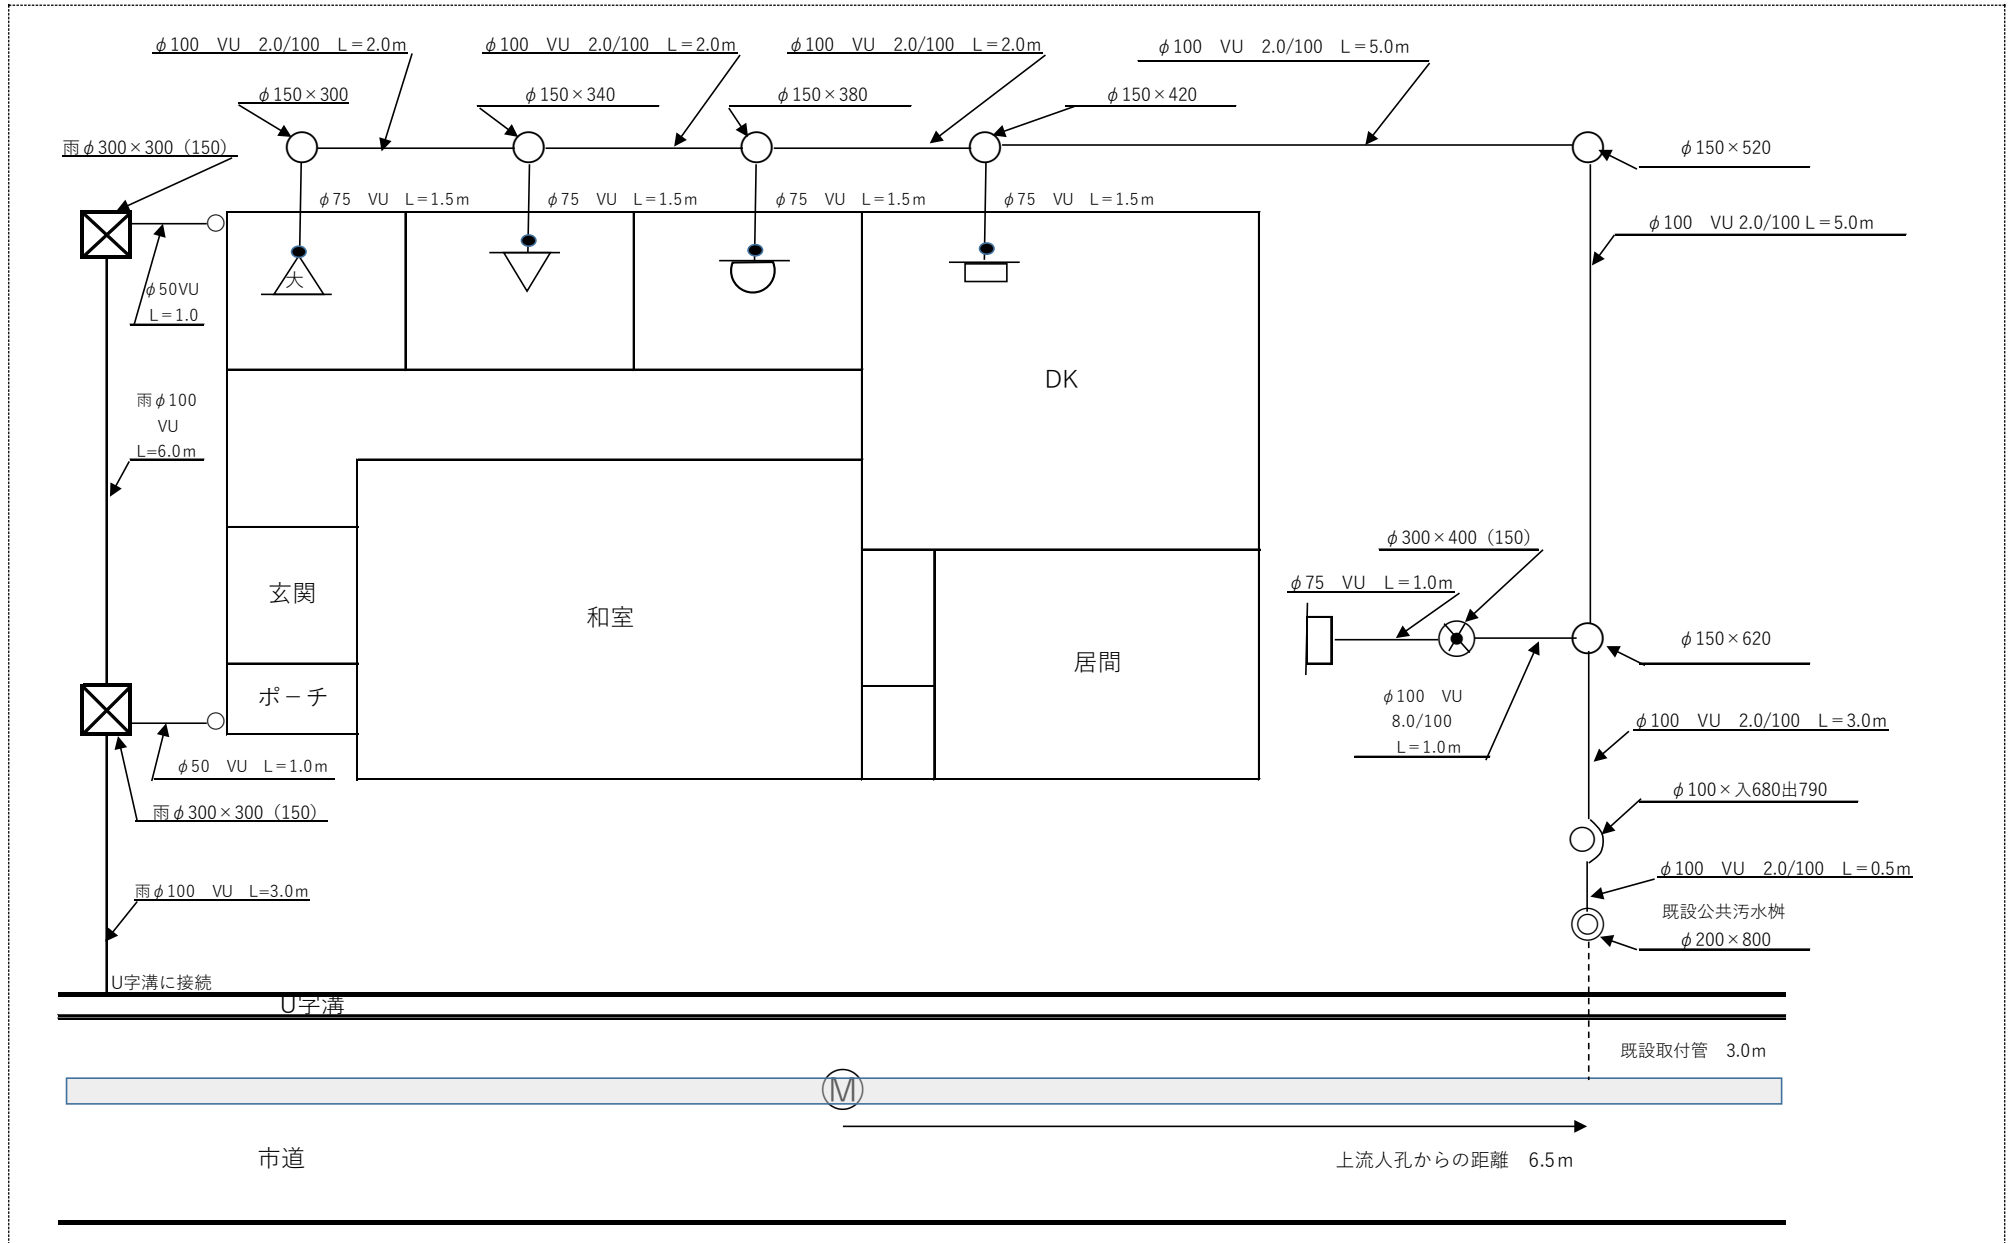 φ100 VU 2.0/100 L=2.0m
φ100 VU 2.0/100 L=2.0m
φ100 VU 2.0/100 L=2.0m
φ100 VU 2.0/100 L=5.0m
φ150×300
φ150×340
φ150×380
φ150×420
雨φ300×300（150）
φ150×520
φ75 VU L=1.5m
φ75 VU L=1.5m
φ75 VU L=1.5m
φ75 VU L=1.5m
φ100 VU 2.0/100 L=5.0m
大
φ50VU
L=1.0
DK
雨φ100
VU
L=6.0m
φ300×400（150）
φ75 VU L=1.0m
玄関
和室
φ150×620
居間
ポーチ
φ100 VU
8.0/100
L=1.0m
φ100 VU 2.0/100 L=3.0m
φ50 VU L=1.0m
φ100×入680出790
雨φ300×300（150）
φ100 VU 2.0/100 L=0.5m
雨φ100 VU L=3.0m
既設公共汚水桝
φ200×800
U字溝に接続
U字溝
既設取付管 3.0m
M
市道
上流人孔からの距離 6.5m